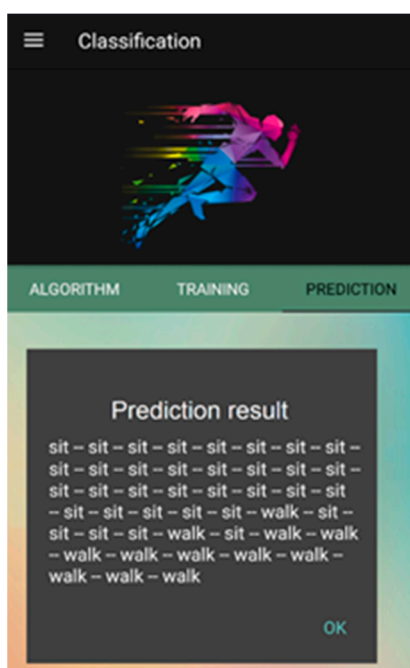 Classification
ALGORITHM TRAINING PREDICTION
Prediction result
sit – sit – sit – sit – sit – sit – sit – sit –
sit – sit – sit – sit – sit – sit – sit – sit –
sit – sit – sit – sit – sit – sit – sit – sit
– sit – sit – sit – sit – sit – walk – sit –
sit – sit – sit – walk – sit – walk – walk
– walk – walk – walk – walk – walk –
walk – walk – walk
OK